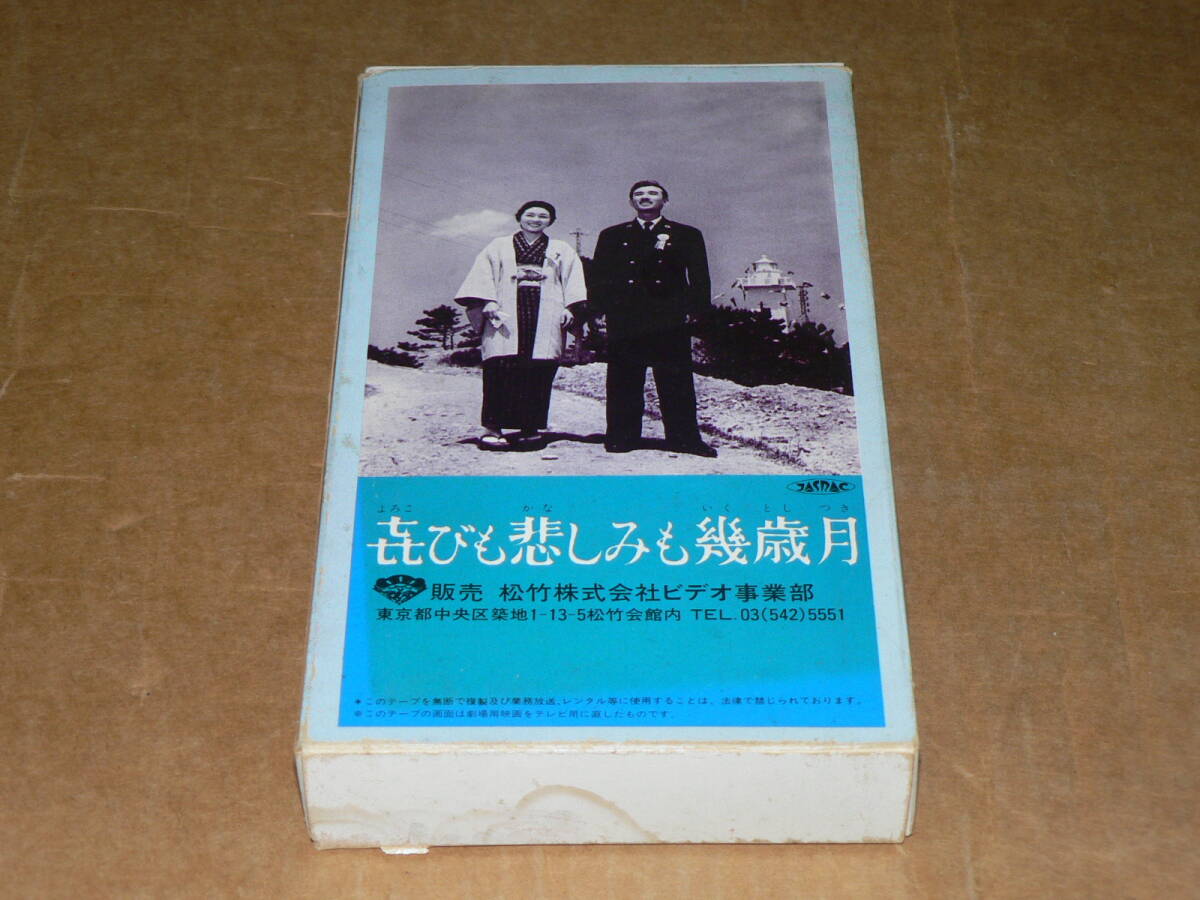 JASRAC
よろこ かな いく とし つき
㐂びも悲しみも幾歳月
販売 松竹株式会社ビデオ事業部
東京都中央区築地1-13-5松竹会館内 TEL.03(542)5551
*このテープを無断で複製及び業務放送、レンタル等に使用することは、法律で禁じられております。
※このテープの画面は劇場用映画をテレビ用に直したものです。